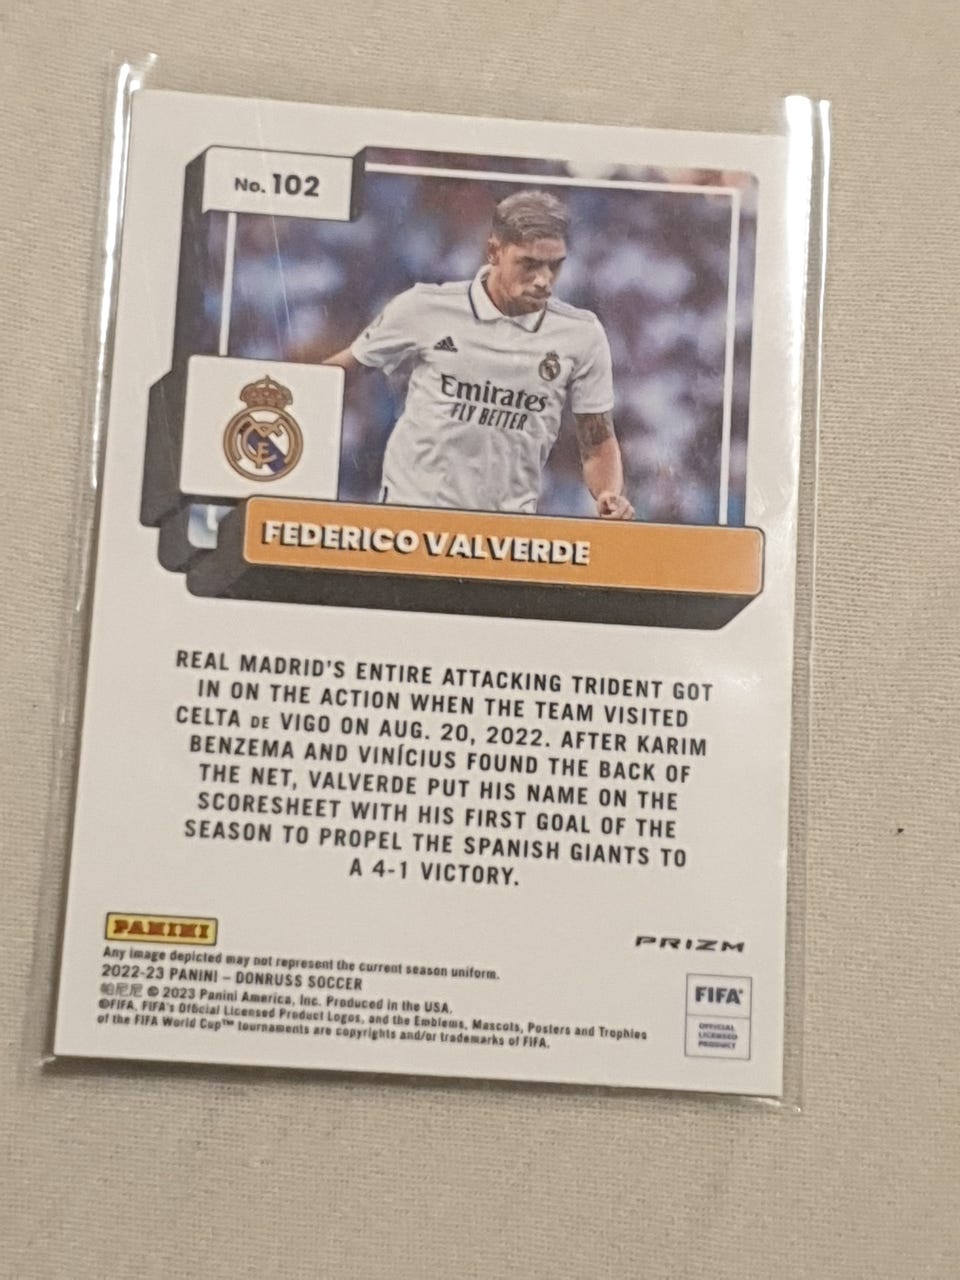 No. 102
Emirates
FLY BETTER
FEDERICO VALVERDE
REAL MADRID'S ENTIRE ATTACKING TRIDENT GOT
IN ON THE ACTION WHEN THE TEAM VISITED
CELTA DE VIGO ON AUG. 20, 2022. AFTER KARIM
BENZEMA AND VINÍCIUS FOUND THE BACK OF
THE NET, VALVERDE PUT HIS NAME ON THE
SCORESHEET WITH HIS FIRST GOAL OF THE
SEASON TO PROPEL THE SPANISH GIANTS TO
A 4-1 VICTORY.
PANINI
PRIZM
Any image depicted may not represent the current season uniform.
2022-23 PANINI – DONRUSS SOCCER
帕尼尼 © 2023 Panini America, Inc. Produced in the USA.
©FIFA, FIFA's Official Licensed Product Logos, and the Emblems, Mascots, Posters and Trophies
of the FIFA World Cup™ tournaments are copyrights and/or trademarks of FIFA.
FIFA®
OFFICIAL
LICENSED
PRODUCT